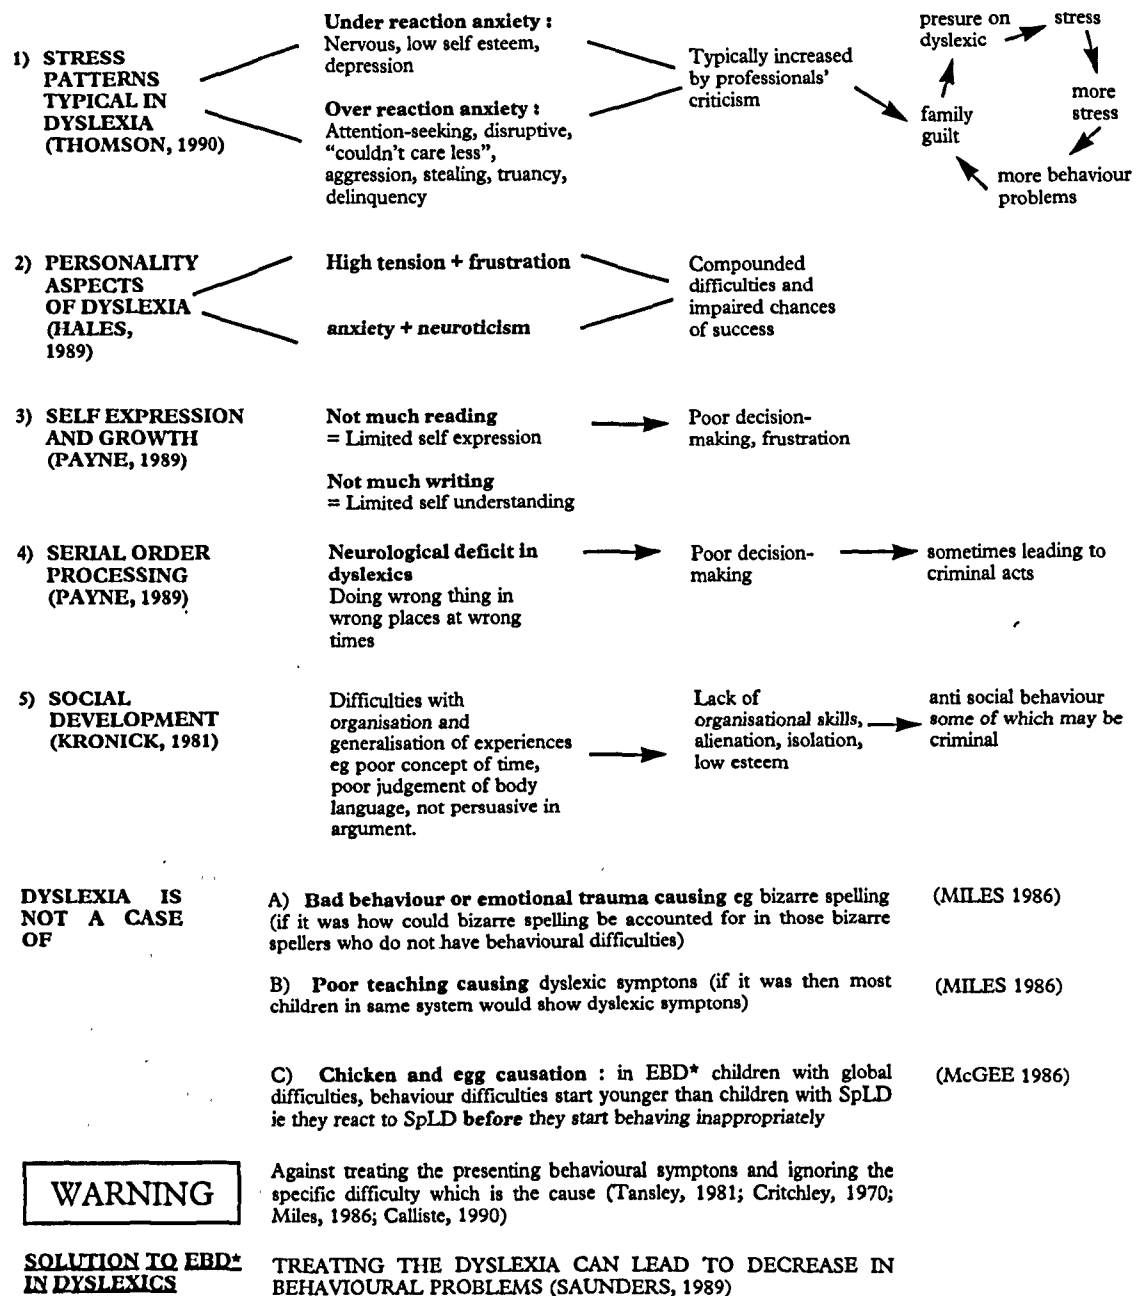 1) STRESS
PATTERNS
TYPICAL IN
DYSLEXIA
(THOMSON, 1990)
Under reaction anxiety :
Nervous, low self esteem,
depression
Over reaction anxiety :
Attention-seeking, disruptive,
“couldn’t care less”,
aggression, stealing, truancy,
delinquency
Typically increased
by professionals’
criticism
family
guilt
presure on
dyslexic
stress
more
stress
more behaviour
problems
2) PERSONALITY
ASPECTS
OF DYSLEXIA
(HALES,
1989)
High tension + frustration
anxiety + neuroticism
Compounded
difficulties and
impaired chances
of success
3) SELF EXPRESSION
AND GROWTH
(PAYNE, 1989)
Not much reading
= Limited self expression
Not much writing
= Limited self understanding
Poor decision-
making, frustration
4) SERIAL ORDER
PROCESSING
(PAYNE, 1989)
Neurological deficit in
dyslexics
Doing wrong thing in
wrong places at wrong
times
Poor decision-
making
sometimes leading to
criminal acts
5) SOCIAL
DEVELOPMENT
(KRONICK, 1981)
Difficulties with
organisation and
generalisation of experiences
eg poor concept of time,
poor judgement of body
language, not persuasive in
argument.
Lack of
organisational skills,
alienation, isolation,
low esteem
anti social behaviour
some of which may be
criminal
DYSLEXIA IS
NOT A CASE
OF
A) Bad behaviour or emotional trauma causing eg bizarre spelling
(if it was how could bizarre spelling be accounted for in those bizarre
spellers who do not have behavioural difficulties)
(MILES 1986)
B) Poor teaching causing dyslexic symptons (if it was then most
children in same system would show dyslexic symptons)
(MILES 1986)
C) Chicken and egg causation : in EBD* children with global
difficulties, behaviour difficulties start younger than children with SpLD
ie they react to SpLD before they start behaving inappropriately
(McGEE 1986)
WARNING
Against treating the presenting behavioural symptons and ignoring the
specific difficulty which is the cause (Tansley, 1981; Critchley, 1970;
Miles, 1986; Calliste, 1990)
SOLUTION TO EBD*
IN DYSLEXICS
TREATING THE DYSLEXIA CAN LEAD TO DECREASE IN
BEHAVIOURAL PROBLEMS (SAUNDERS, 1989)